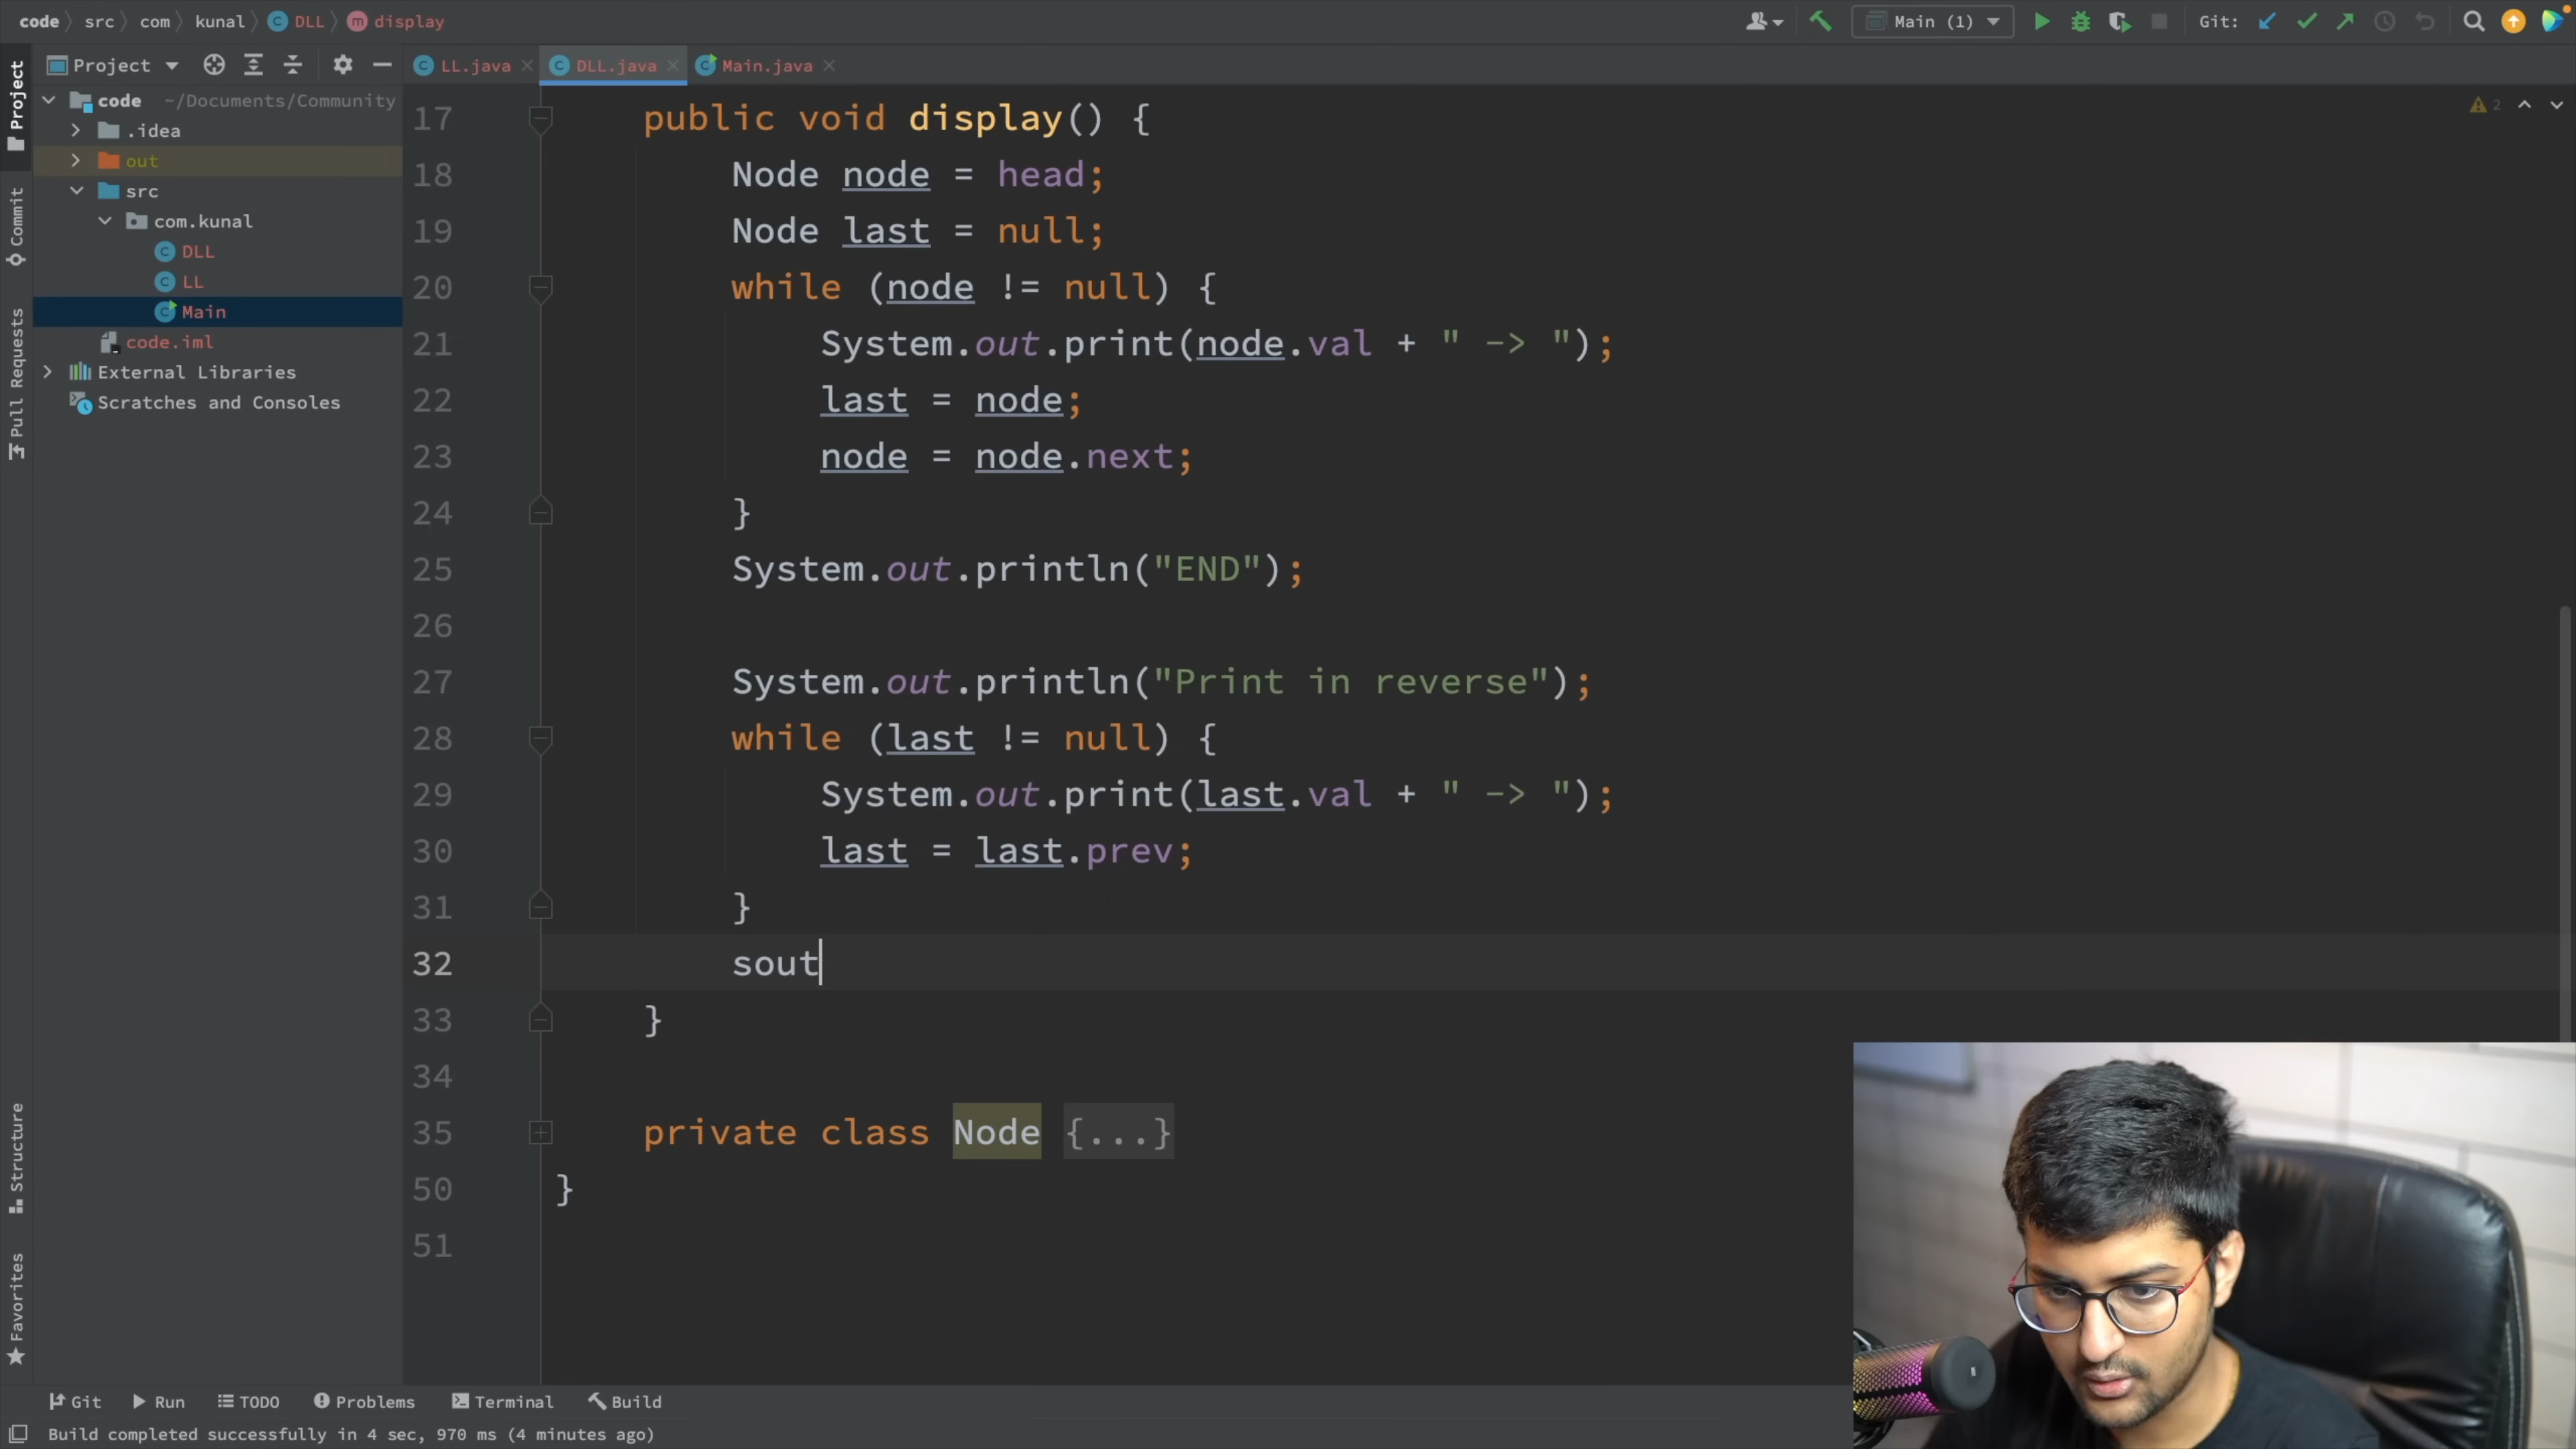 code src com kunal DLL display
Main (1) Git:
Project
LL.java DLL.java Main.java
Project
Commit
Pull Requests
Structure
Favorites
code ~/Documents/Community
.idea
out
src
com.kunal
DLL
LL
Main
code.iml
External Libraries
Scratches and Consoles
2
17 public void display() {
18 Node node = head;
19 Node last = null;
20 while (node != null) {
21 System.out.print(node.val + " -> ");
22 last = node;
23 node = node.next;
24 }
25 System.out.println("END");
26
27 System.out.println("Print in reverse");
28 while (last != null) {
29 System.out.print(last.val + " -> ");
30 last = last.prev;
31 }
32 sout
33 }
34
35 private class Node {...}
50 }
51
Git Run TODO Problems Terminal Build
Build completed successfully in 4 sec, 970 ms (4 minutes ago)